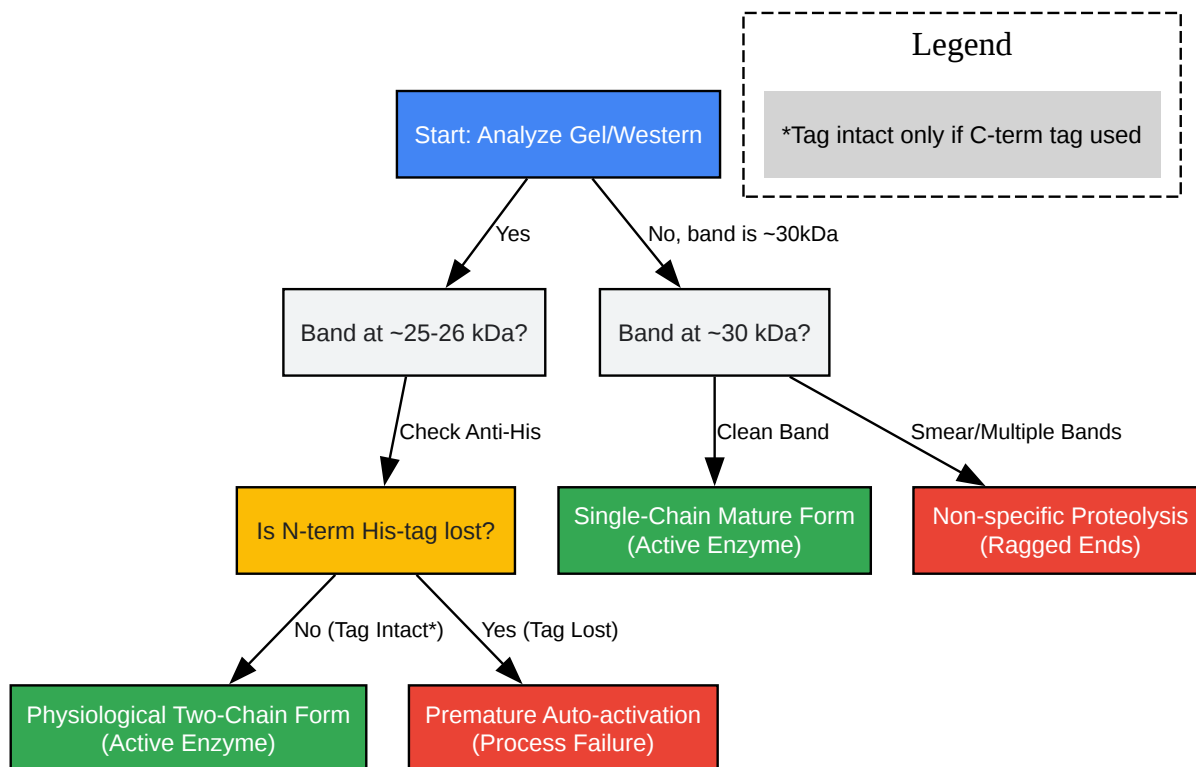 Legend
*Tag intact only if C-term tag used
Start: Analyze Gel/Western
Yes
No, band is ~30kDa
Band at ~25-26 kDa?
Band at ~30 kDa?
Check Anti-His
Clean Band
Smear/Multiple Bands
Is N-term His-tag lost?
Single-Chain Mature Form
(Active Enzyme)
Non-specific Proteolysis
(Ragged Ends)
No (Tag Intact*)
Yes (Tag Lost)
Physiological Two-Chain Form
(Active Enzyme)
Premature Auto-activation
(Process Failure)